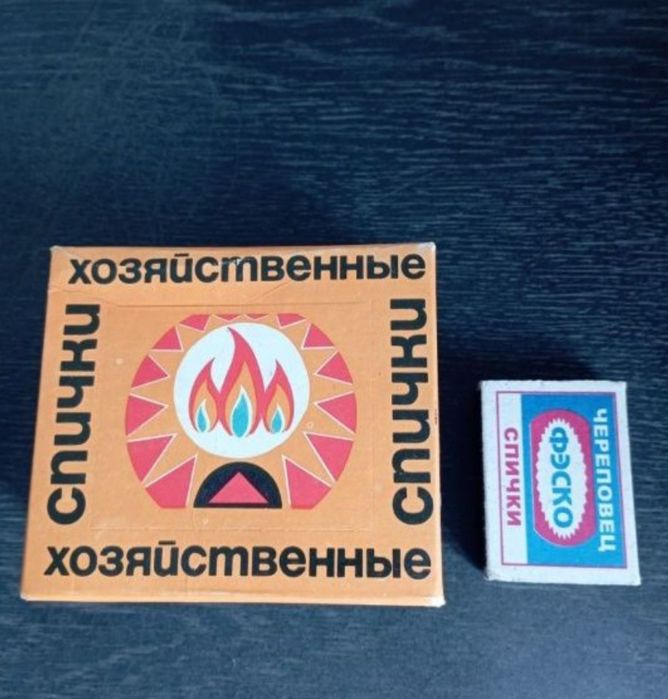 хозяйственные
спички
спички
хозяйственные
ЧЕРЕПОВЕЦ
ФЭСКО
СПИЧКИ